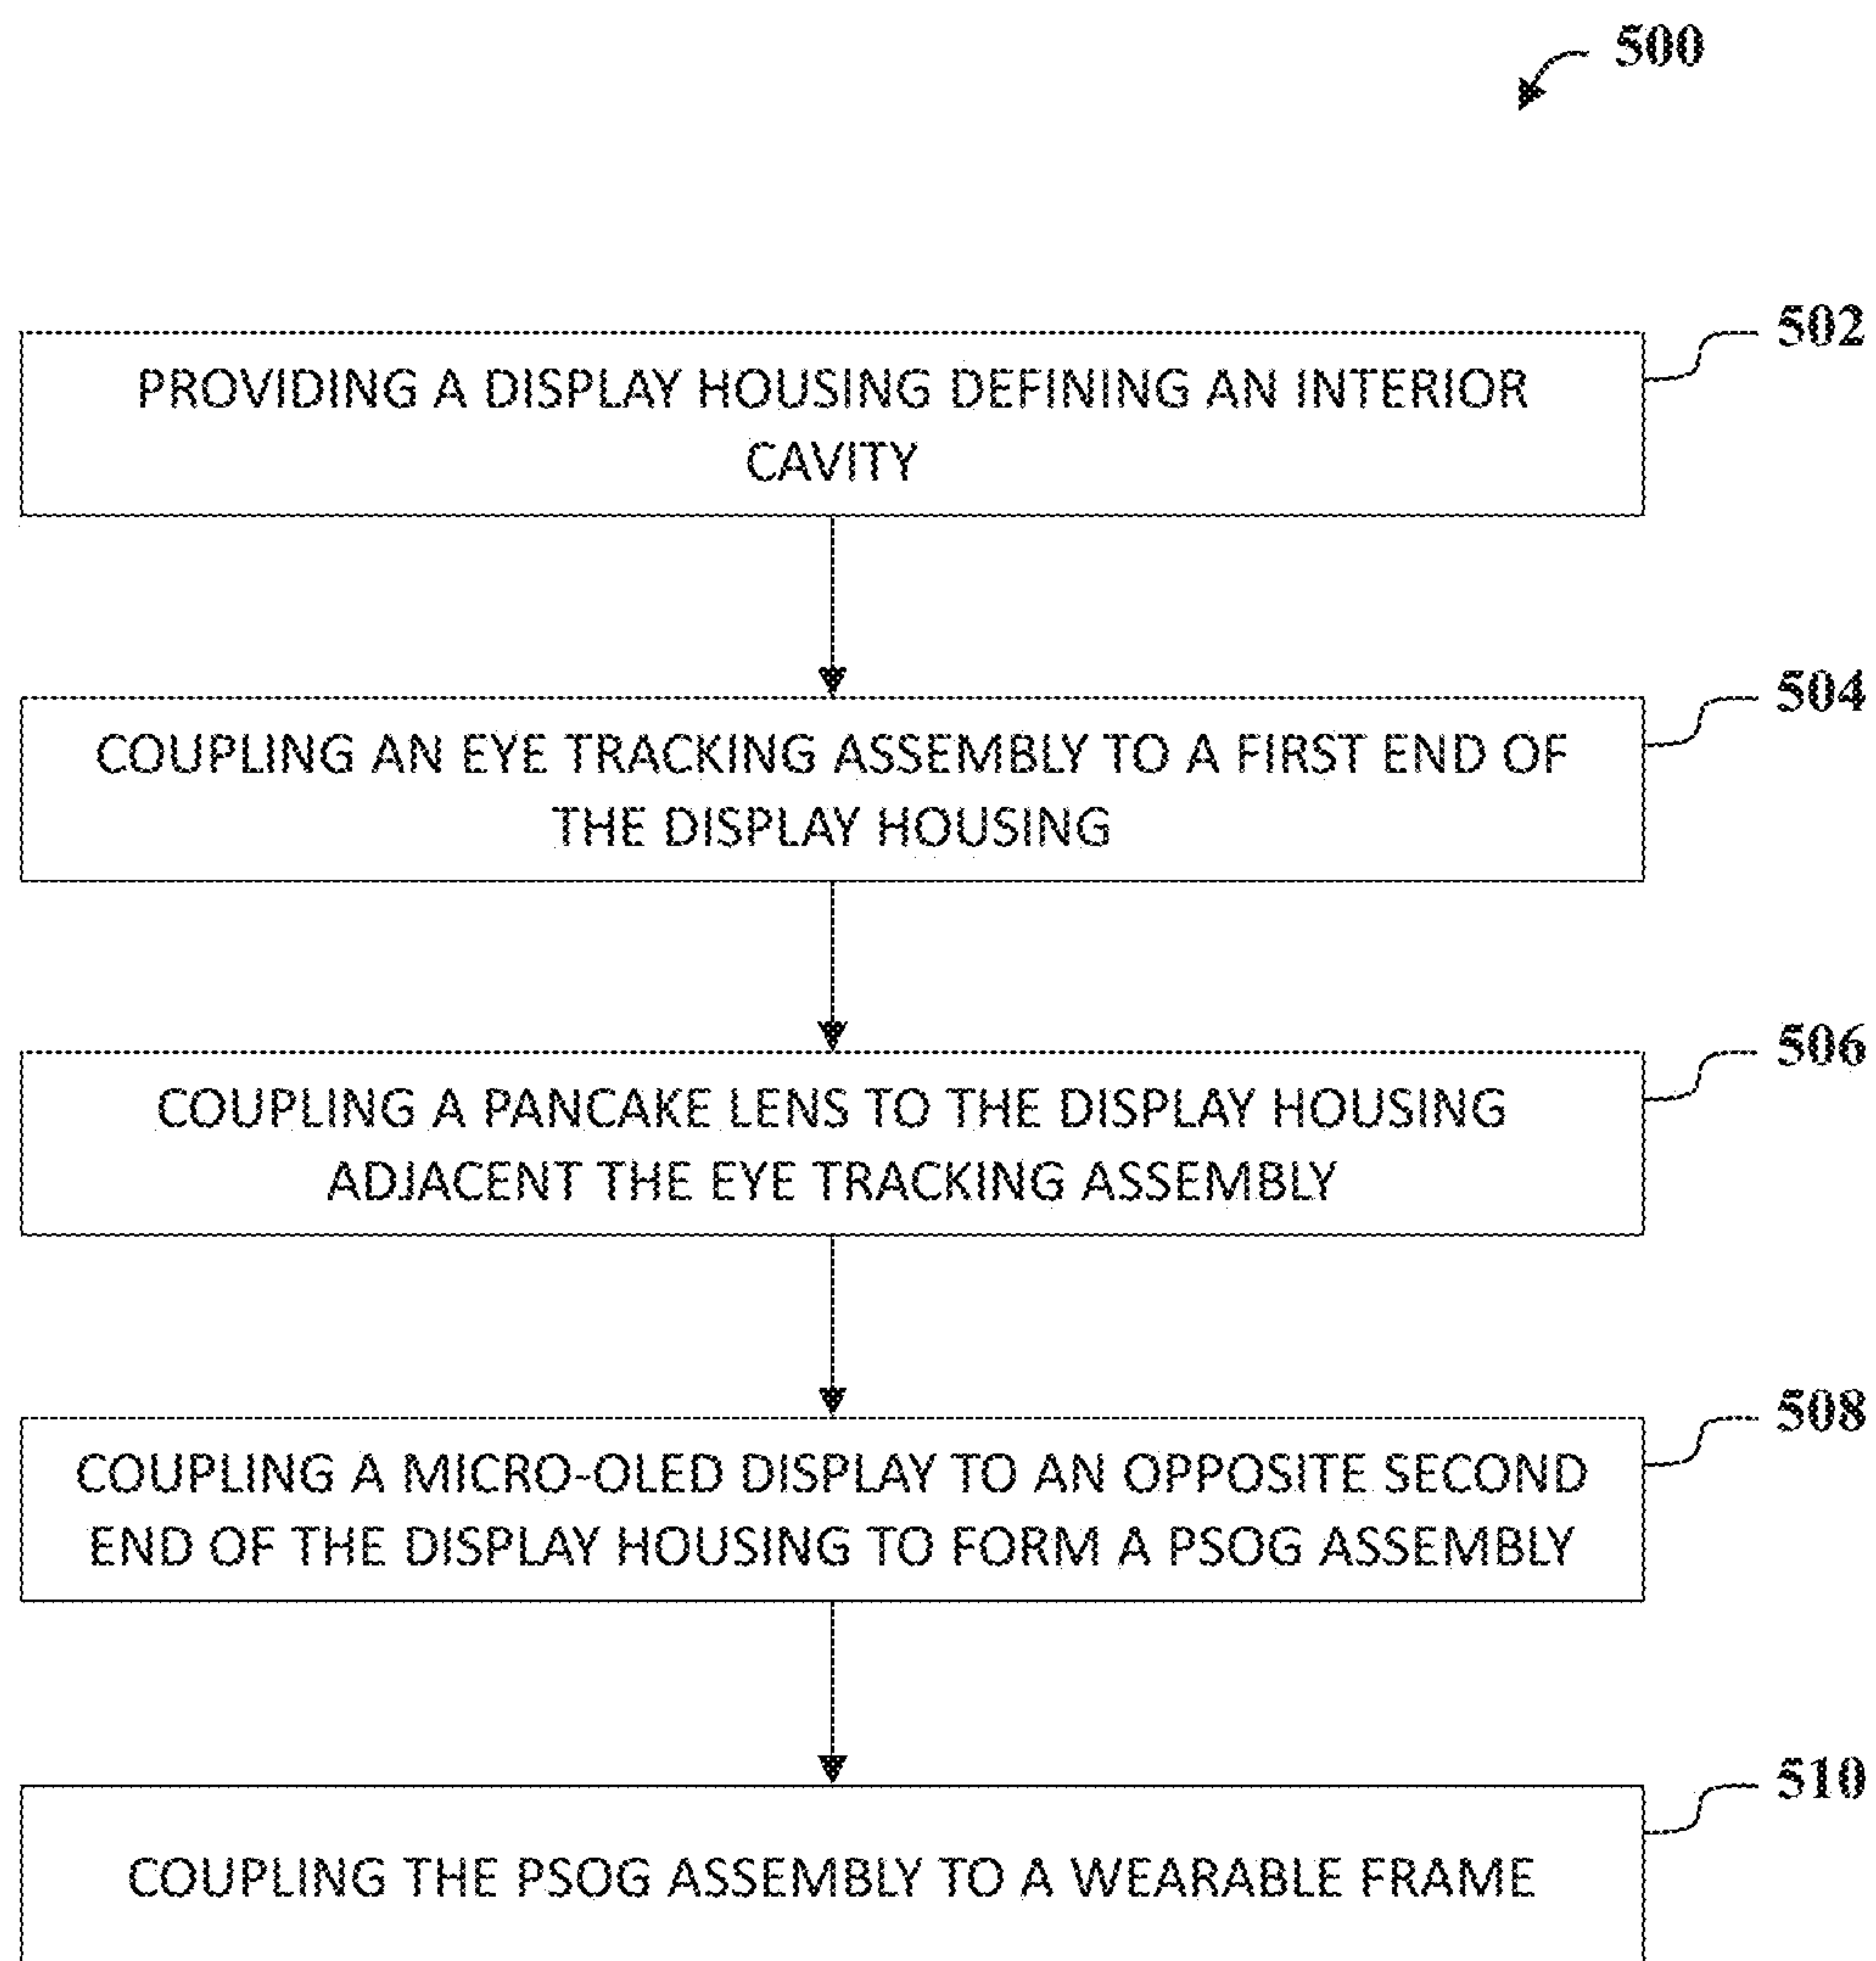 500
502
PROVIDING A DISPLAY HOUSING DEFINING AN INTERIOR
CAVITY
504
COUPLING AN EYE TRACKING ASSEMBLY TO A FIRST END OF
THE DISPLAY HOUSING
506
COUPLING A PANCAKE LENS TO THE DISPLAY HOUSING
ADJACENT THE EYE TRACKING ASSEMBLY
508
COUPLING A MICRO-OLED DISPLAY TO AN OPPOSITE SECOND
END OF THE DISPLAY HOUSING TO FORM A PSOG ASSEMBLY
510
COUPLING THE PSOG ASSEMBLY TO A WEARABLE FRAME